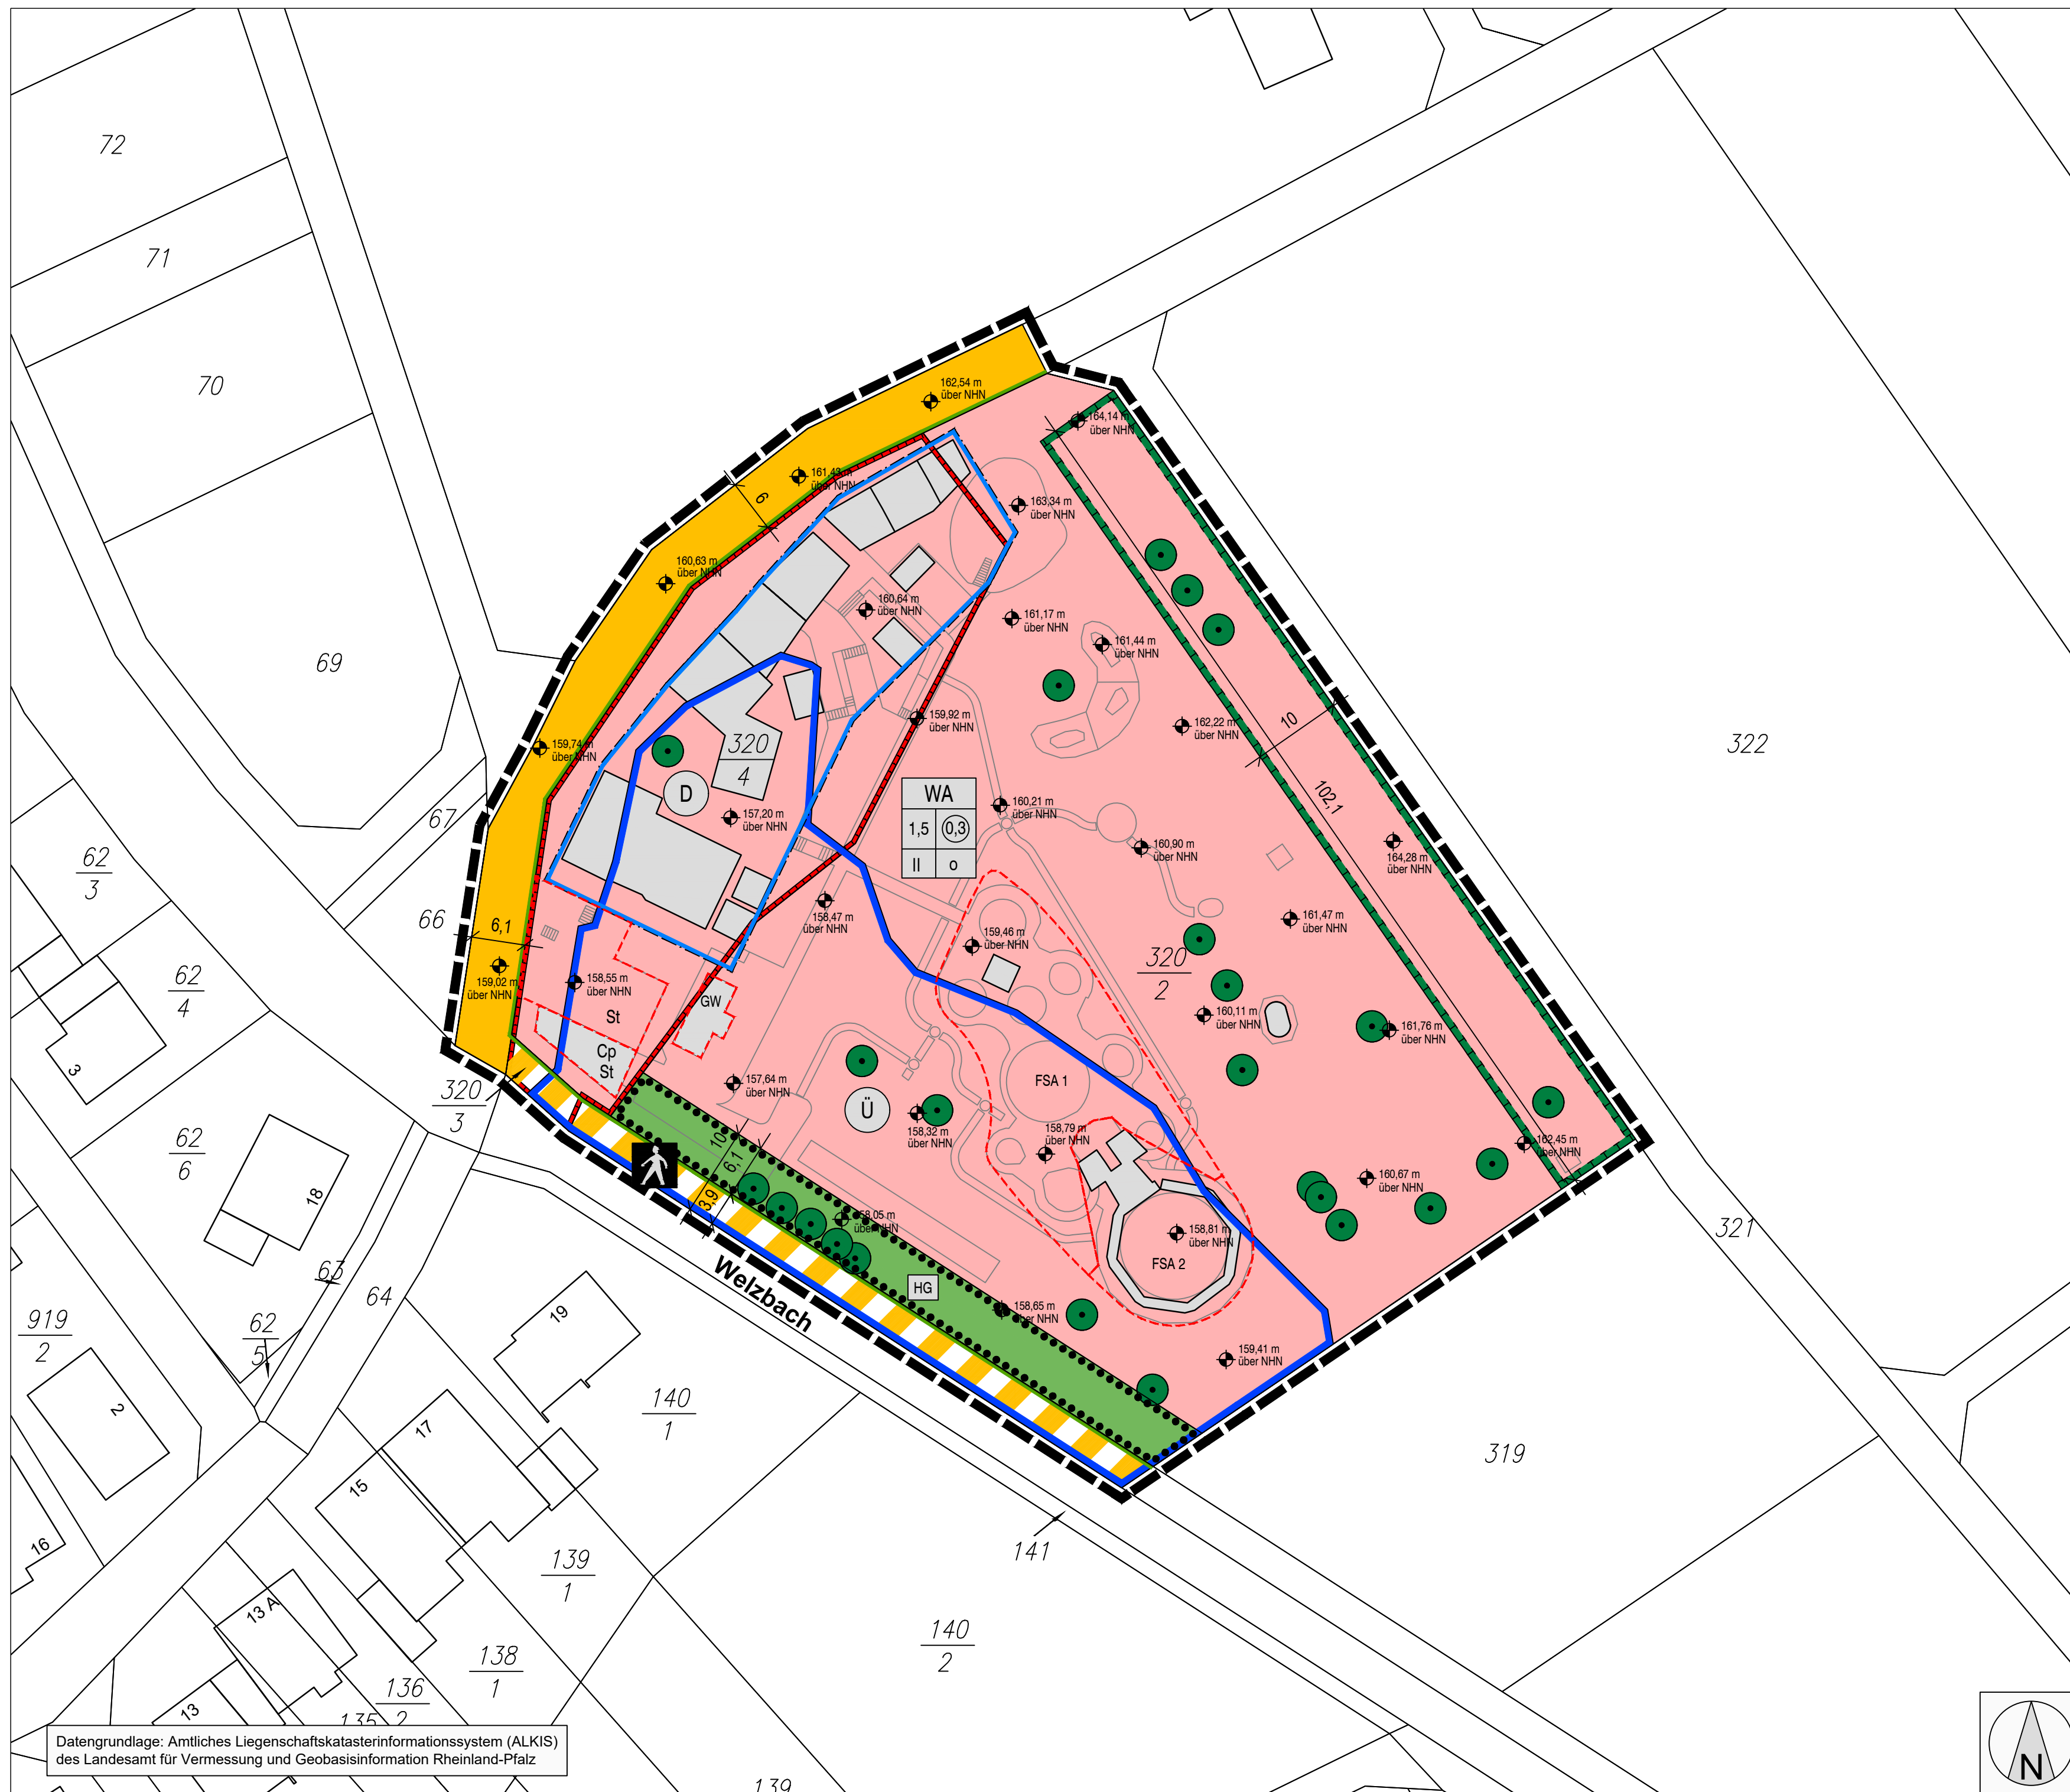 72
71
70
69
67
66
62
3
62
4
3
62
6
18
63
64
62
5
919
2
2
16
15
17
19
13 A
13
135
136
2
138
1
139
1
140
1
140
2
139
141
319
321
322
320
3
320
4
320
2
162,54 m
über NHN
164,14 m
über NHN
161,43 m
über NHN
6
163,34 m
über NHN
160,63 m
über NHN
160,64 m
über NHN
161,17 m
über NHN
161,44 m
über NHN
159,74 m
über NHN
159,92 m
über NHN
162,22 m
über NHN
10
102,1
D
157,20 m
über NHN
WA
1,5
0,3
II
o
160,21 m
über NHN
160,90 m
über NHN
164,28 m
über NHN
6,1
158,47 m
über NHN
159,46 m
über NHN
161,47 m
über NHN
159,02 m
über NHN
158,55 m
über NHN
St
GW
Cp
St
160,11 m
über NHN
161,76 m
über NHN
FSA 1
157,64 m
über NHN
Ü
158,32 m
über NHN
158,79 m
über NHN
162,45 m
über NHN
160,67 m
über NHN
10
6,1
3,9
158,05 m
über NHN
158,81 m
über NHN
FSA 2
HG
158,65 m
über NHN
159,41 m
über NHN
Welzbach
Datengrundlage: Amtliches Liegenschaftskatasterinformationssystem (ALKIS)
des Landesamt für Vermessung und Geobasisinformation Rheinland-Pfalz
N